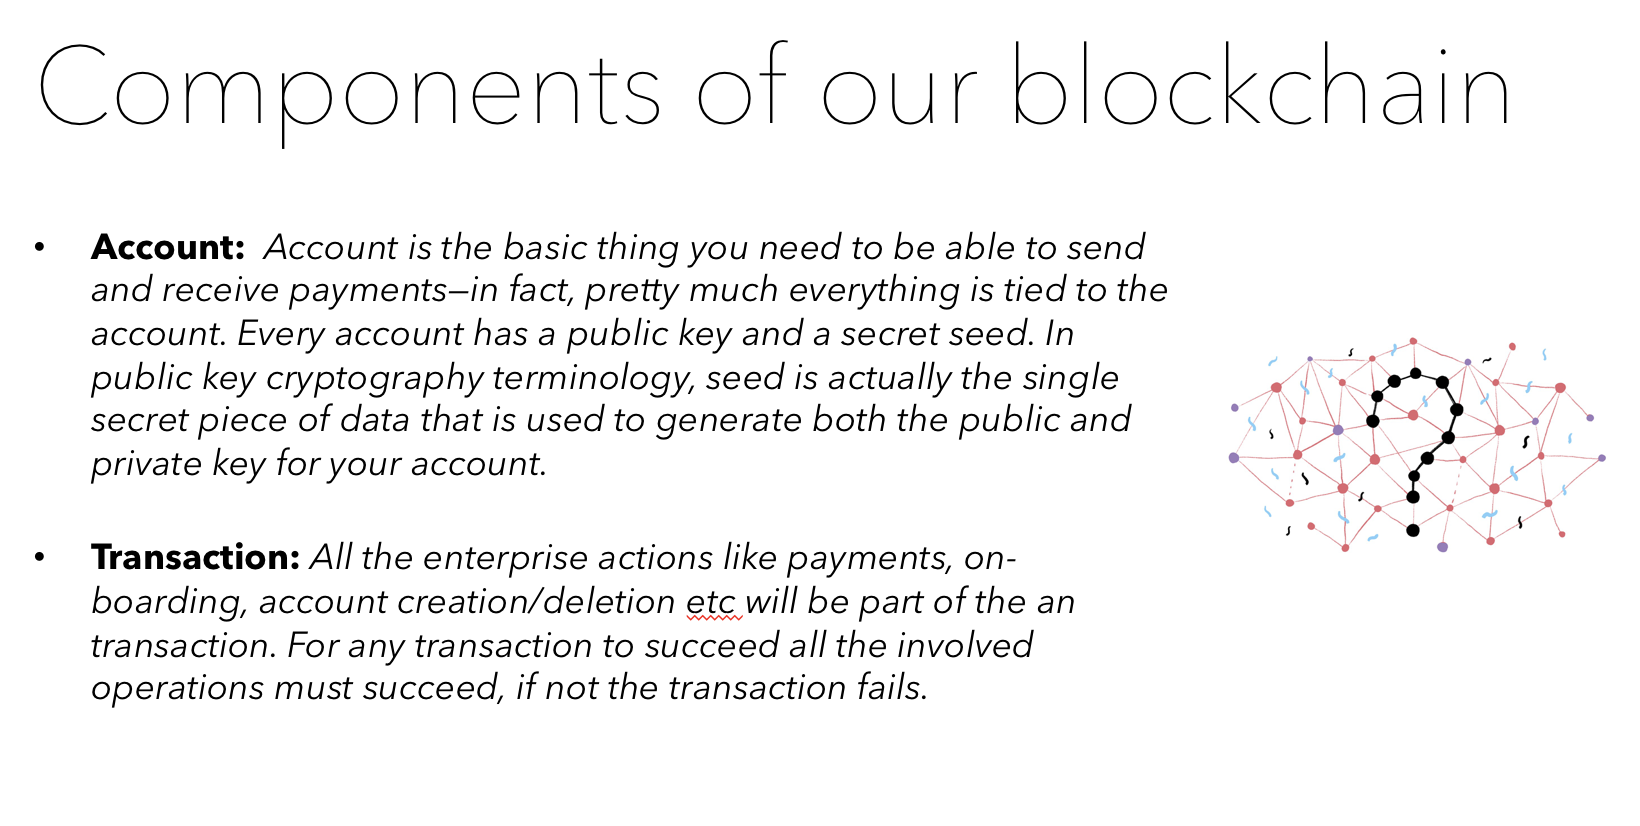 Components of our blockchain
• Account: Account is the basic thing you need to be able to send
and receive payments—in fact, pretty much everything is tied to the
account. Every account has a public key and a secret seed. In
public key cryptography terminology, seed is actually the single
secret piece of data that is used to generate both the public and
private key for your account.
• Transaction: All the enterprise actions like payments, on-
boarding, account creation/deletion etc will be part of the an
transaction. For any transaction to succeed all the involved
operations must succeed, if not the transaction fails.